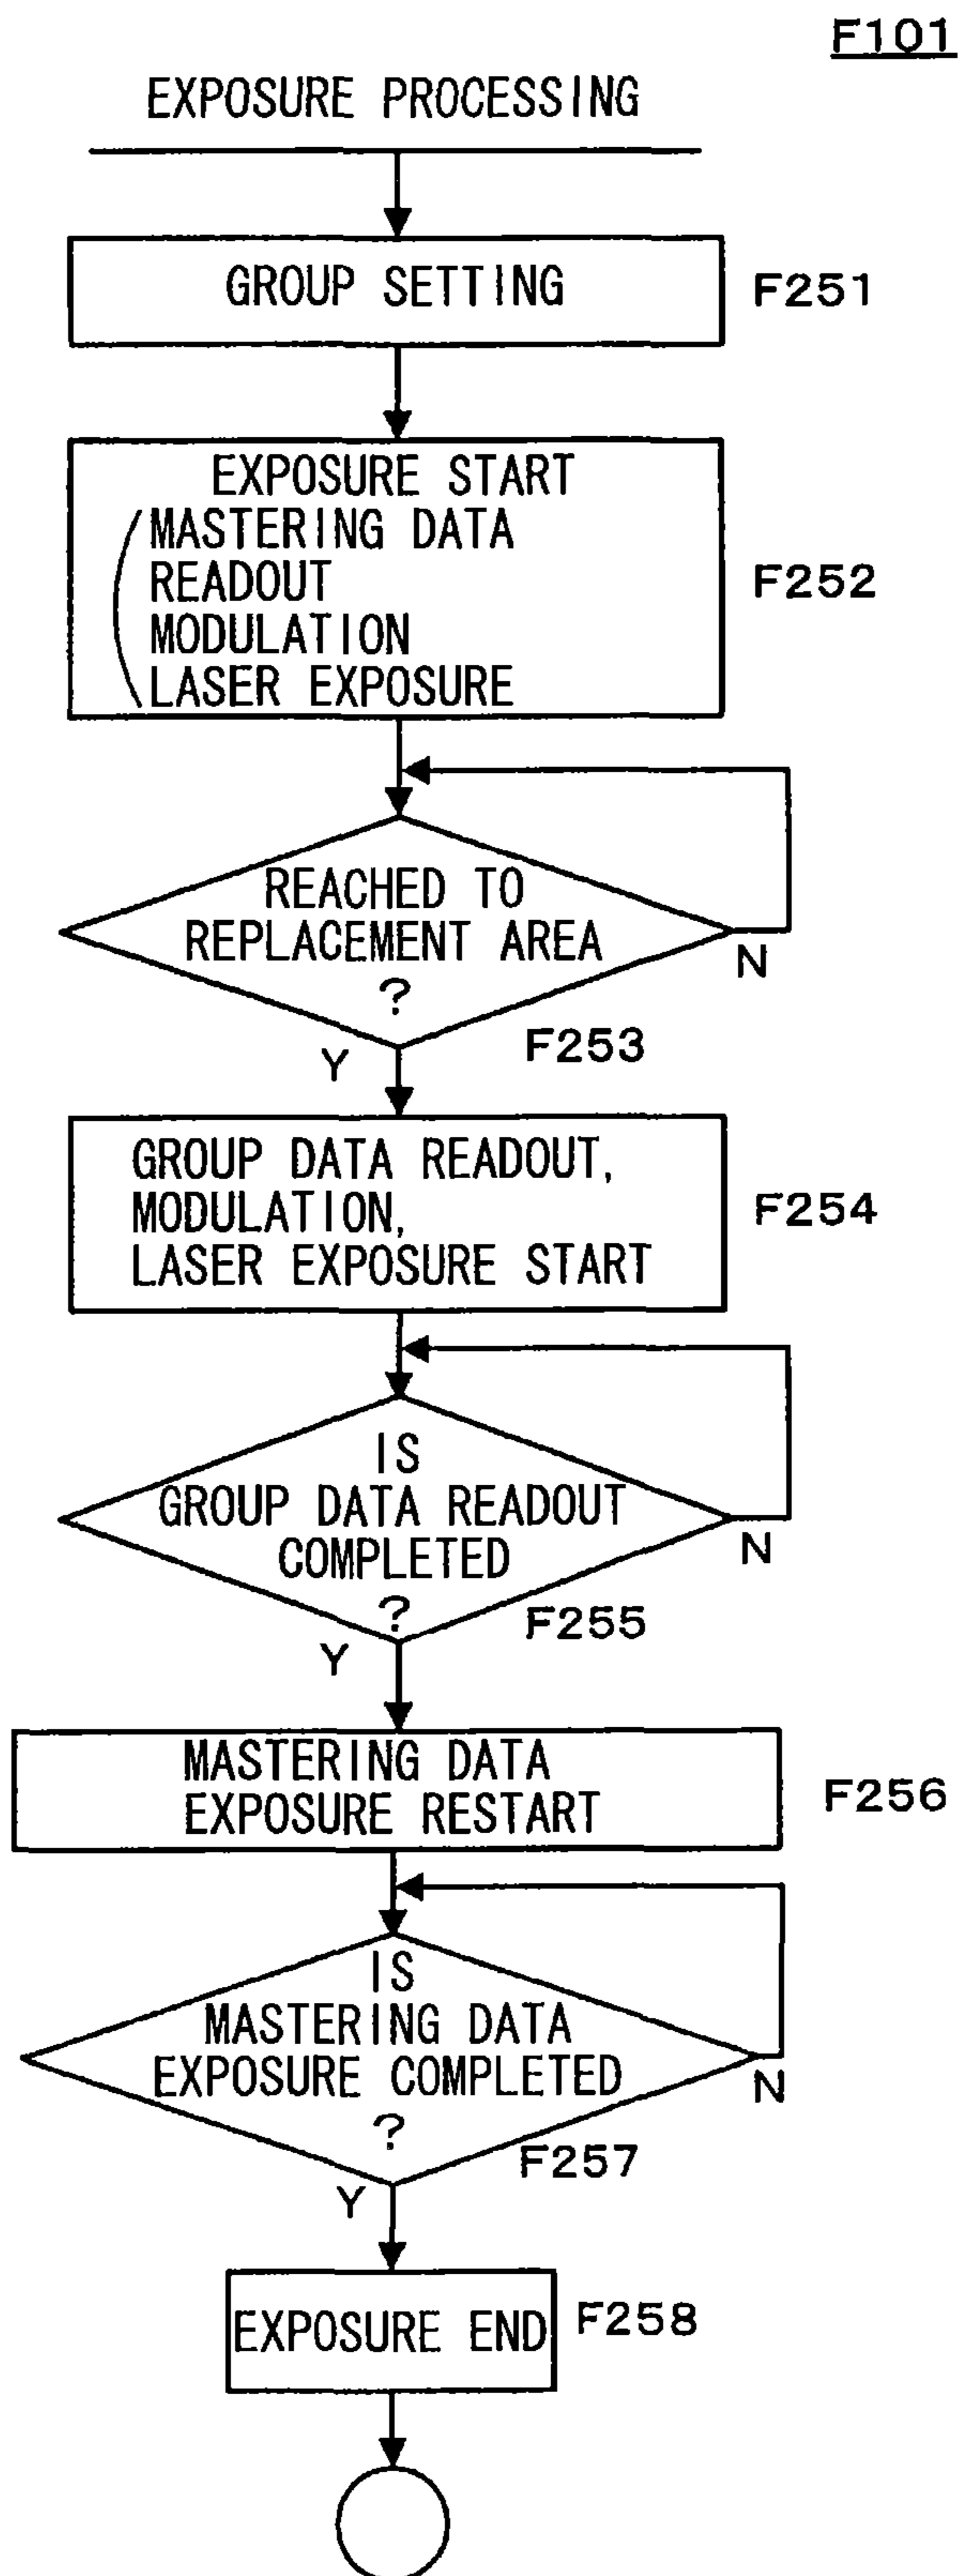 F101
EXPOSURE PROCESSING
GROUP SETTING
F251
EXPOSURE START
MASTERING DATA
READOUT
MODULATION
LASER EXPOSURE
F252
REACHED TO
REPLACEMENT AREA
?
N
Y
F253
GROUP DATA READOUT,
MODULATION,
LASER EXPOSURE START
F254
IS
GROUP DATA READOUT
COMPLETED
?
N
Y
F255
MASTERING DATA
EXPOSURE RESTART
F256
IS
MASTERING DATA
EXPOSURE COMPLETED
?
N
Y
F257
EXPOSURE END
F258